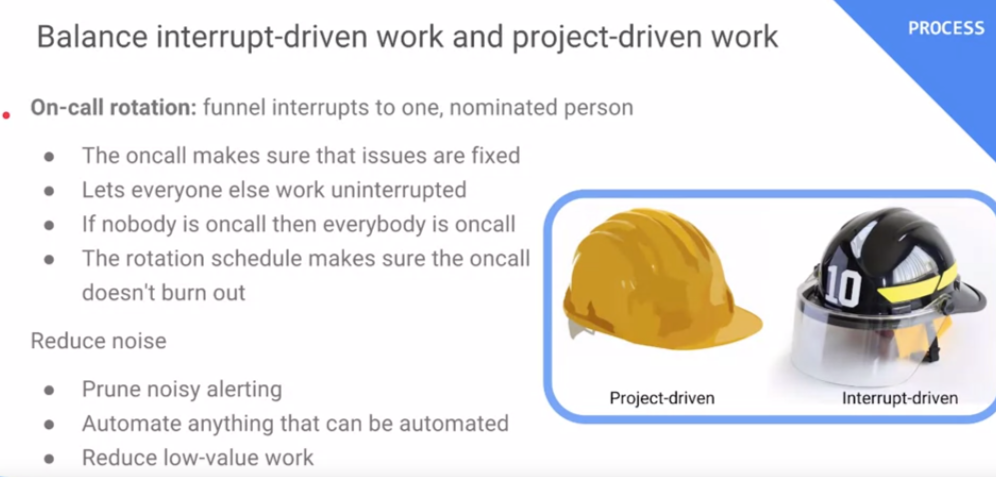 Balance interrupt-driven work and project-driven work
PROCESS
On-call rotation: funnel interrupts to one, nominated person
● The oncall makes sure that issues are fixed
● Lets everyone else work uninterrupted
● If nobody is oncall then everybody is oncall
● The rotation schedule makes sure the oncall
doesn't burn out
Reduce noise
● Prune noisy alerting
● Automate anything that can be automated
● Reduce low-value work
10
Project-driven
Interrupt-driven